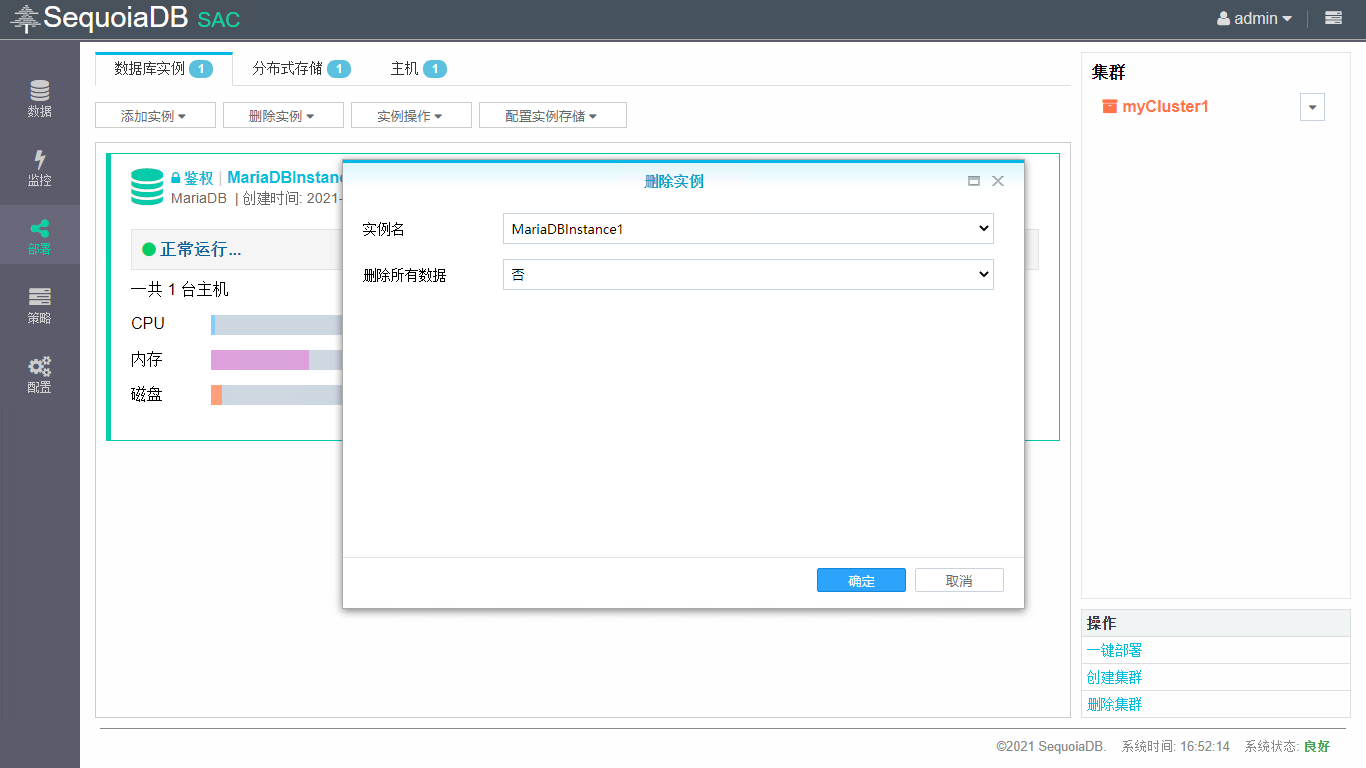 SequoiaDB SAC
admin
数据
监控
部署
策略
配置
数据库实例 1
分布式存储 1
主机 1
添加实例
删除实例
实例操作
配置实例存储
鉴权 | MariaDBInstanc
MariaDB | 创建时间: 2021-
正常运行...
一共 1 台主机
CPU
内存
磁盘
删除实例
实例名
MariaDBInstance1
删除所有数据
否
确定
取消
集群
myCluster1
操作
一键部署
创建集群
删除集群
©2021 SequoiaDB. 系统时间: 16:52:14 系统状态: 良好